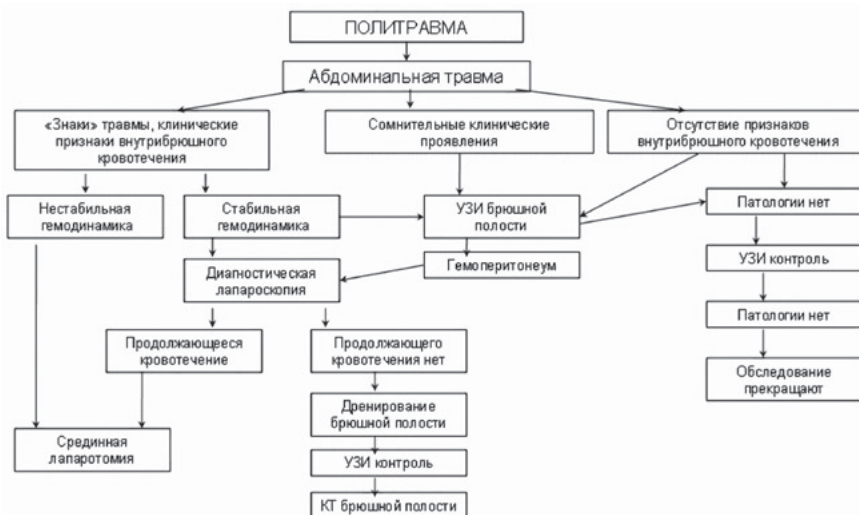 ПОЛИТРАВМА
Абдоминальная травма
«Знаки» травмы, клинические
признаки внутрибрюшного
кровотечения
Сомнительные клинические
проявления
Отсутствие признаков
внутрибрюшного кровотечения
Нестабильная
гемодинамика
Стабильная
гемодинамика
УЗИ брюшной
полости
Патологии нет
Диагностическая
лапароскопия
Гемоперитонеум
УЗИ контроль
Продолжающееся
кровотечение
Продолжающего
кровотечения нет
Патологии нет
Обследование
прекращают
Дренирование
брюшной полости
Срединная
лапаротомия
УЗИ контроль
КТ брюшной полости